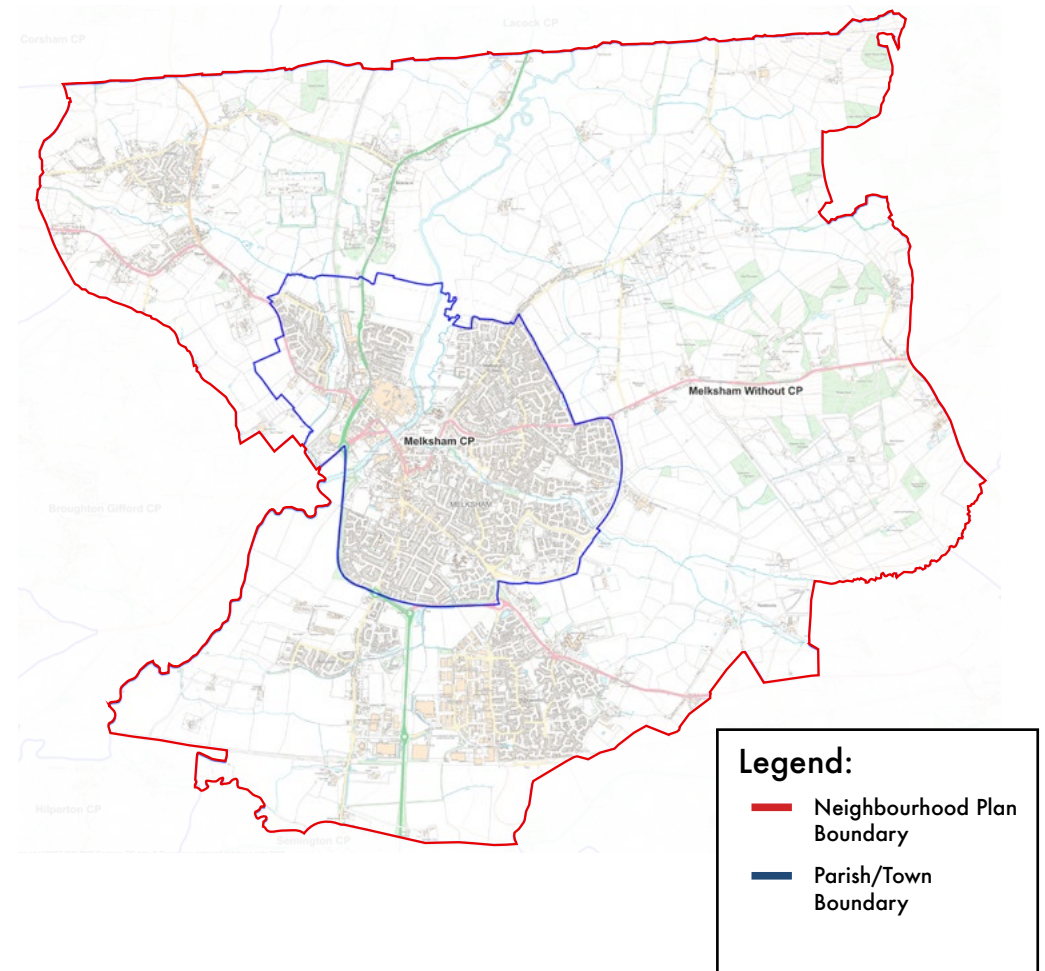 Lacock CP
Corsham CP
Melksham Without CP
Melksham CP
MELKSHAM
Broughton Gifford CP
Hilperton CP
Semington CP
Legend:
Neighbourhood Plan
Boundary
Parish/Town
Boundary